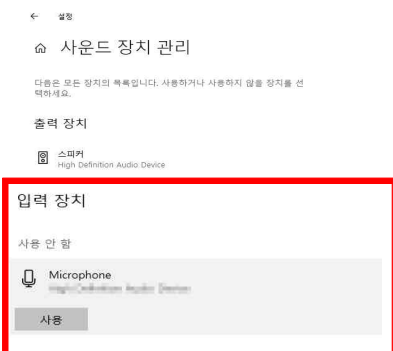 설정
사운드 장치 관리
다음은 모든 장치의 목록입니다. 사용하거나 사용하지 않을 장치를 선
택하세요.
출력 장치
스피커
High Definition Audio Device
입력 장치
사용 안 함
Microphone
사용